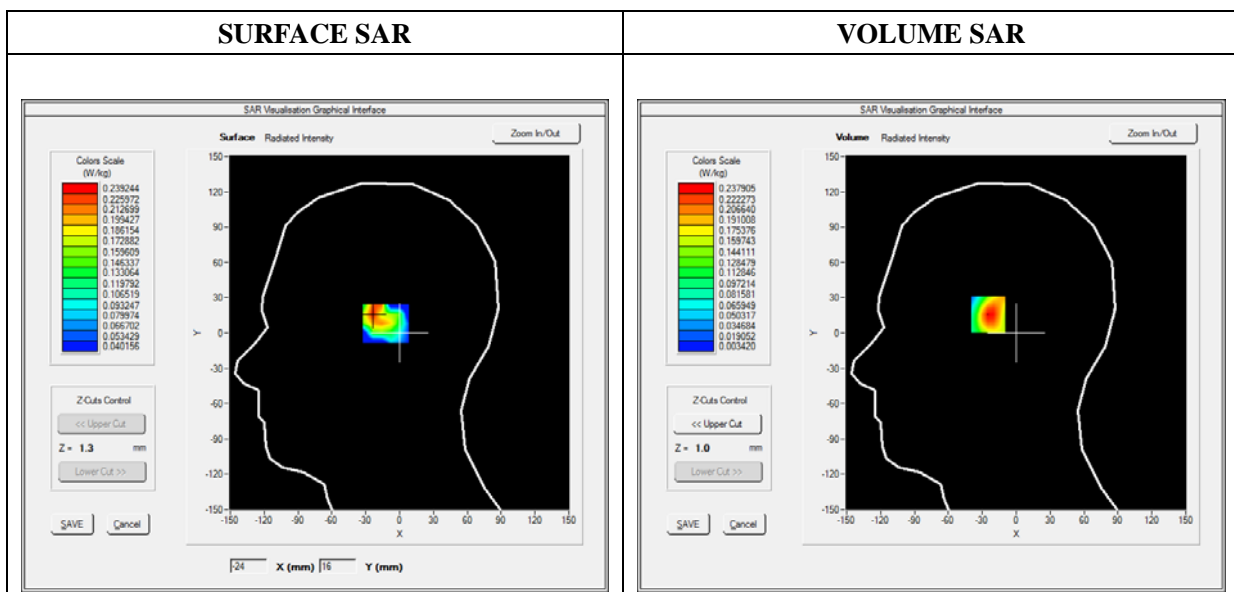 SURFACE SAR
VOLUME SAR
SAR Visualisation Graphical Interface
Surface Radiated Intensity
Zoom In/Out
Colors Scale
(W/kg)
0.239244
0.225972
0.212699
0.199427
0.186154
0.172882
0.159609
0.146337
0.133064
0.119792
0.106519
0.093247
0.079974
0.066702
0.053429
0.040156
Z-Cuts Control
<< Upper Cut
Z = 1.3 mm
Lower Cut >>
SAVE Cancel
150
120
90
60
30
0
-30
-60
-90
-120
-150
Y
-150 -120 -90 -60 -30 0 30 60 90 120 150
X
-24 X (mm) 16 Y (mm)
SAR Visualisation Graphical Interface
Volume Radiated Intensity
Zoom In/Out
Colors Scale
(W/kg)
0.237905
0.222273
0.206640
0.191008
0.175376
0.159743
0.144111
0.128479
0.112846
0.097214
0.081581
0.065949
0.050317
0.034684
0.019052
0.003420
Z-Cuts Control
<< Upper Cut
Z = 1.0 mm
Lower Cut >>
SAVE Cancel
150
120
90
60
30
0
-30
-60
-90
-120
-150
Y
-150 -120 -90 -60 -30 0 30 60 90 120 150
X